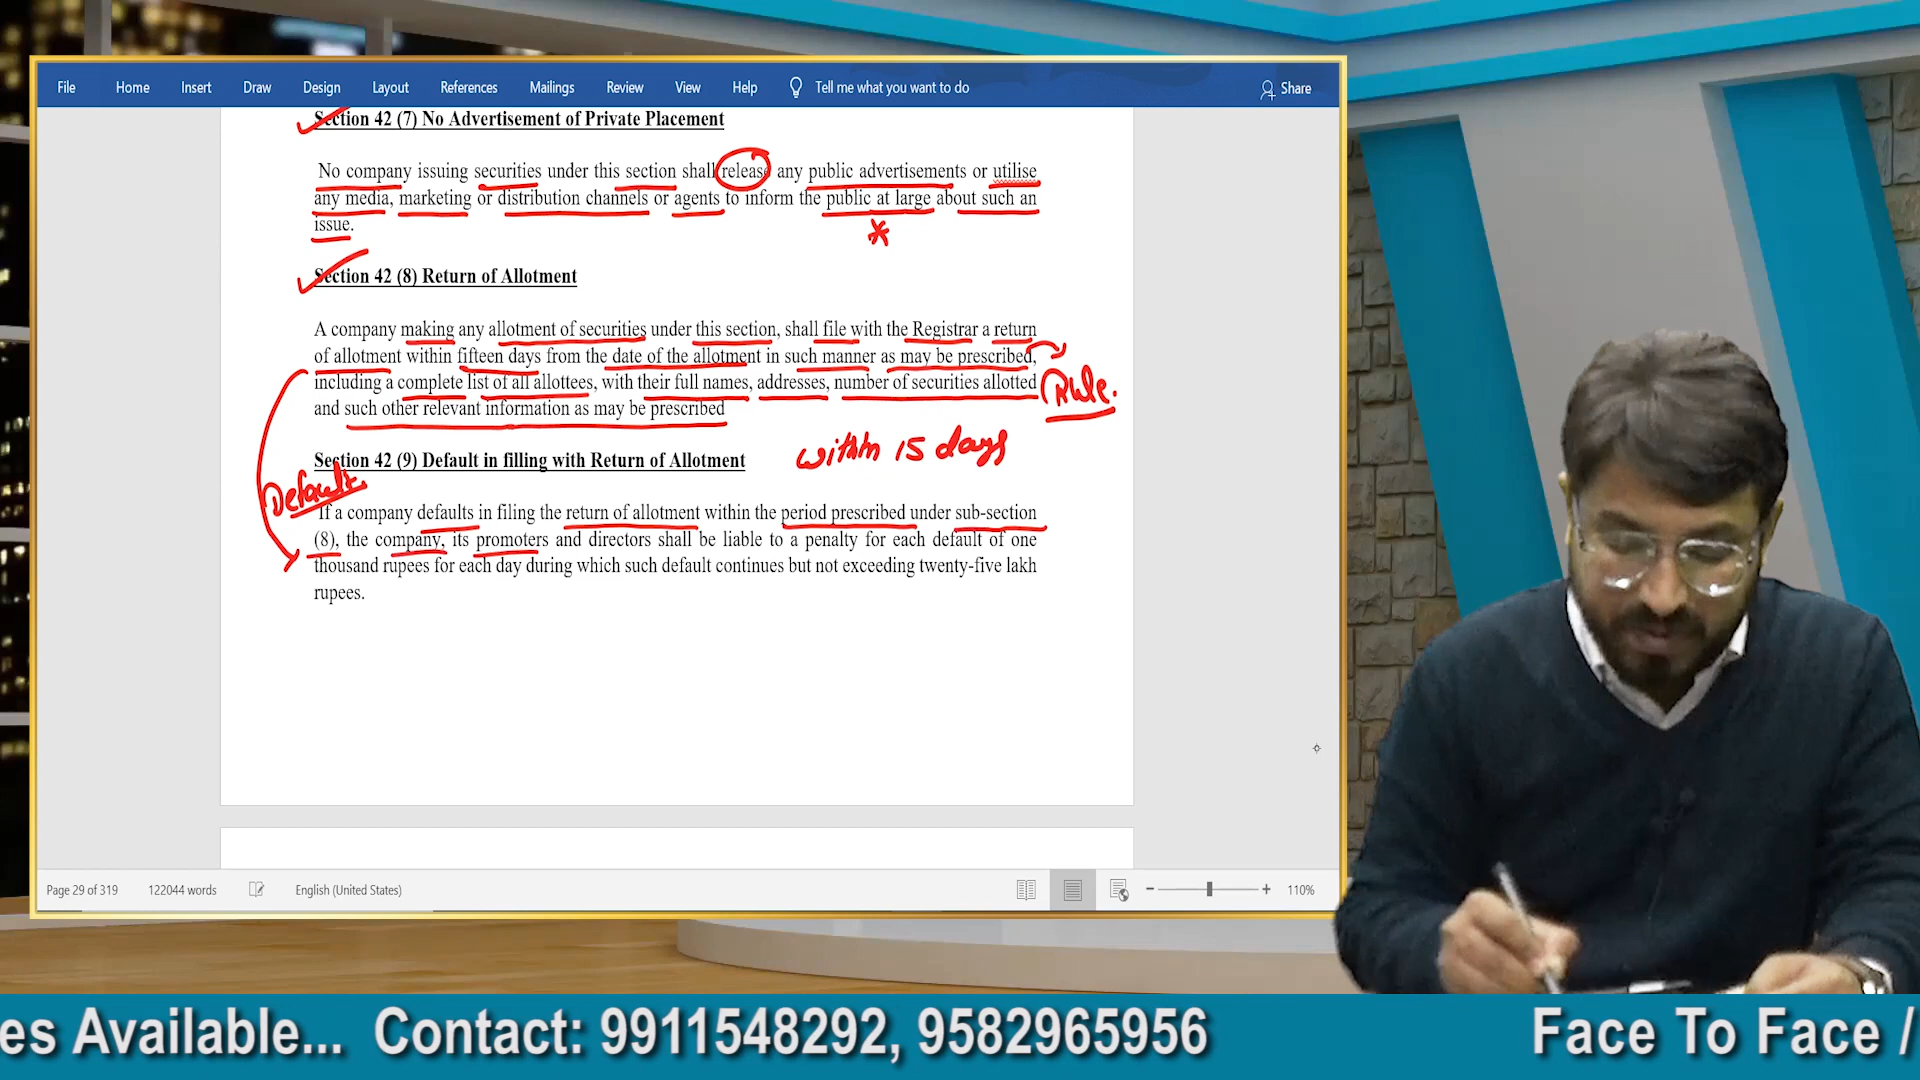 File Home Insert Draw Design Layout References Mailings Review View Help Tell me what you want to do Share
Section 42 (7) No Advertisement of Private Placement
No company issuing securities under this section shall release any public advertisements or utilise
any media, marketing or distribution channels or agents to inform the public at large about such an
issue.
Section 42 (8) Return of Allotment
A company making any allotment of securities under this section, shall file with the Registrar a return
of allotment within fifteen days from the date of the allotment in such manner as may be prescribed,
including a complete list of all allottees, with their full names, addresses, number of securities allotted
Rule.
and such other relevant information as may be prescribed
within 15 days
Section 42 (9) Default in filling with Return of Allotment
Default.
If a company defaults in filing the return of allotment within the period prescribed under sub-section
(8), the company, its promoters and directors shall be liable to a penalty for each default of one
thousand rupees for each day during which such default continues but not exceeding twenty-five lakh
rupees.
Page 29 of 319 122044 words English (United States) 110%
es Available... Contact: 9911548292, 9582965956 Face To Face /